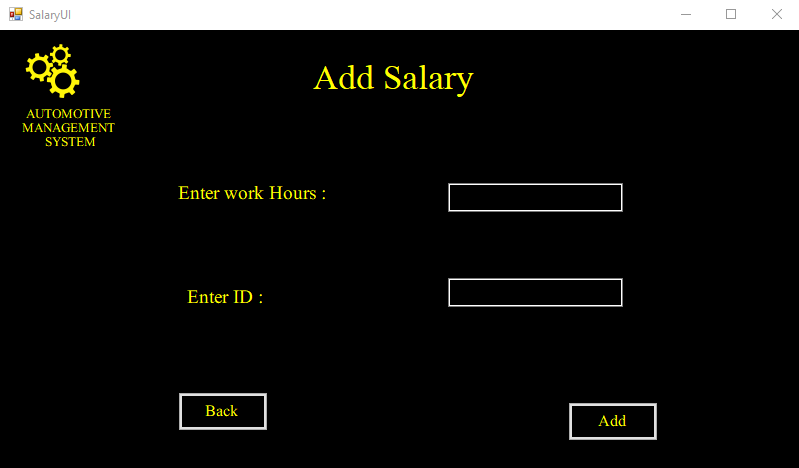 SalaryUI
Add Salary
AUTOMOTIVE
MANAGEMENT
SYSTEM
Enter work Hours :
Enter ID :
Back
Add